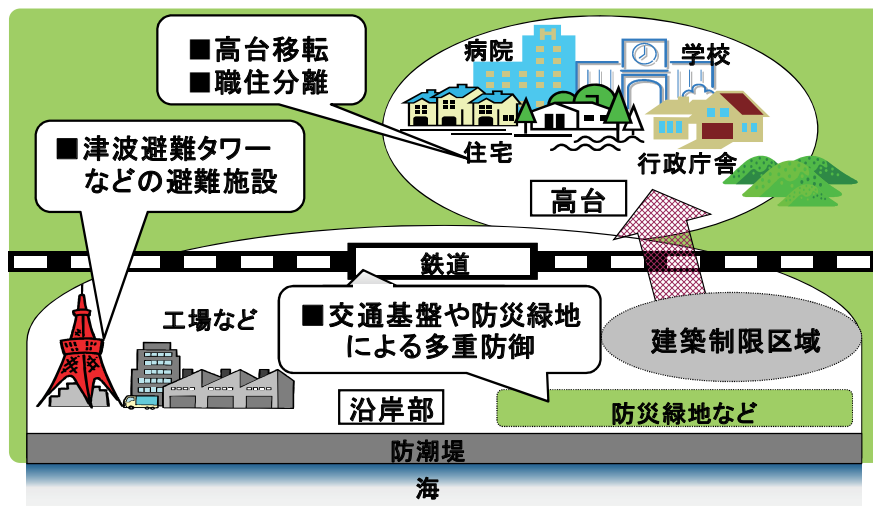 ■高台移転
■職住分離
病院
学校
住宅
行政庁舎
高台
■津波避難タワー
などの避難施設
鉄道
工場など
■交通基盤や防災緑地
による多重防御
建築制限区域
沿岸部
防災緑地など
防潮堤
海
H